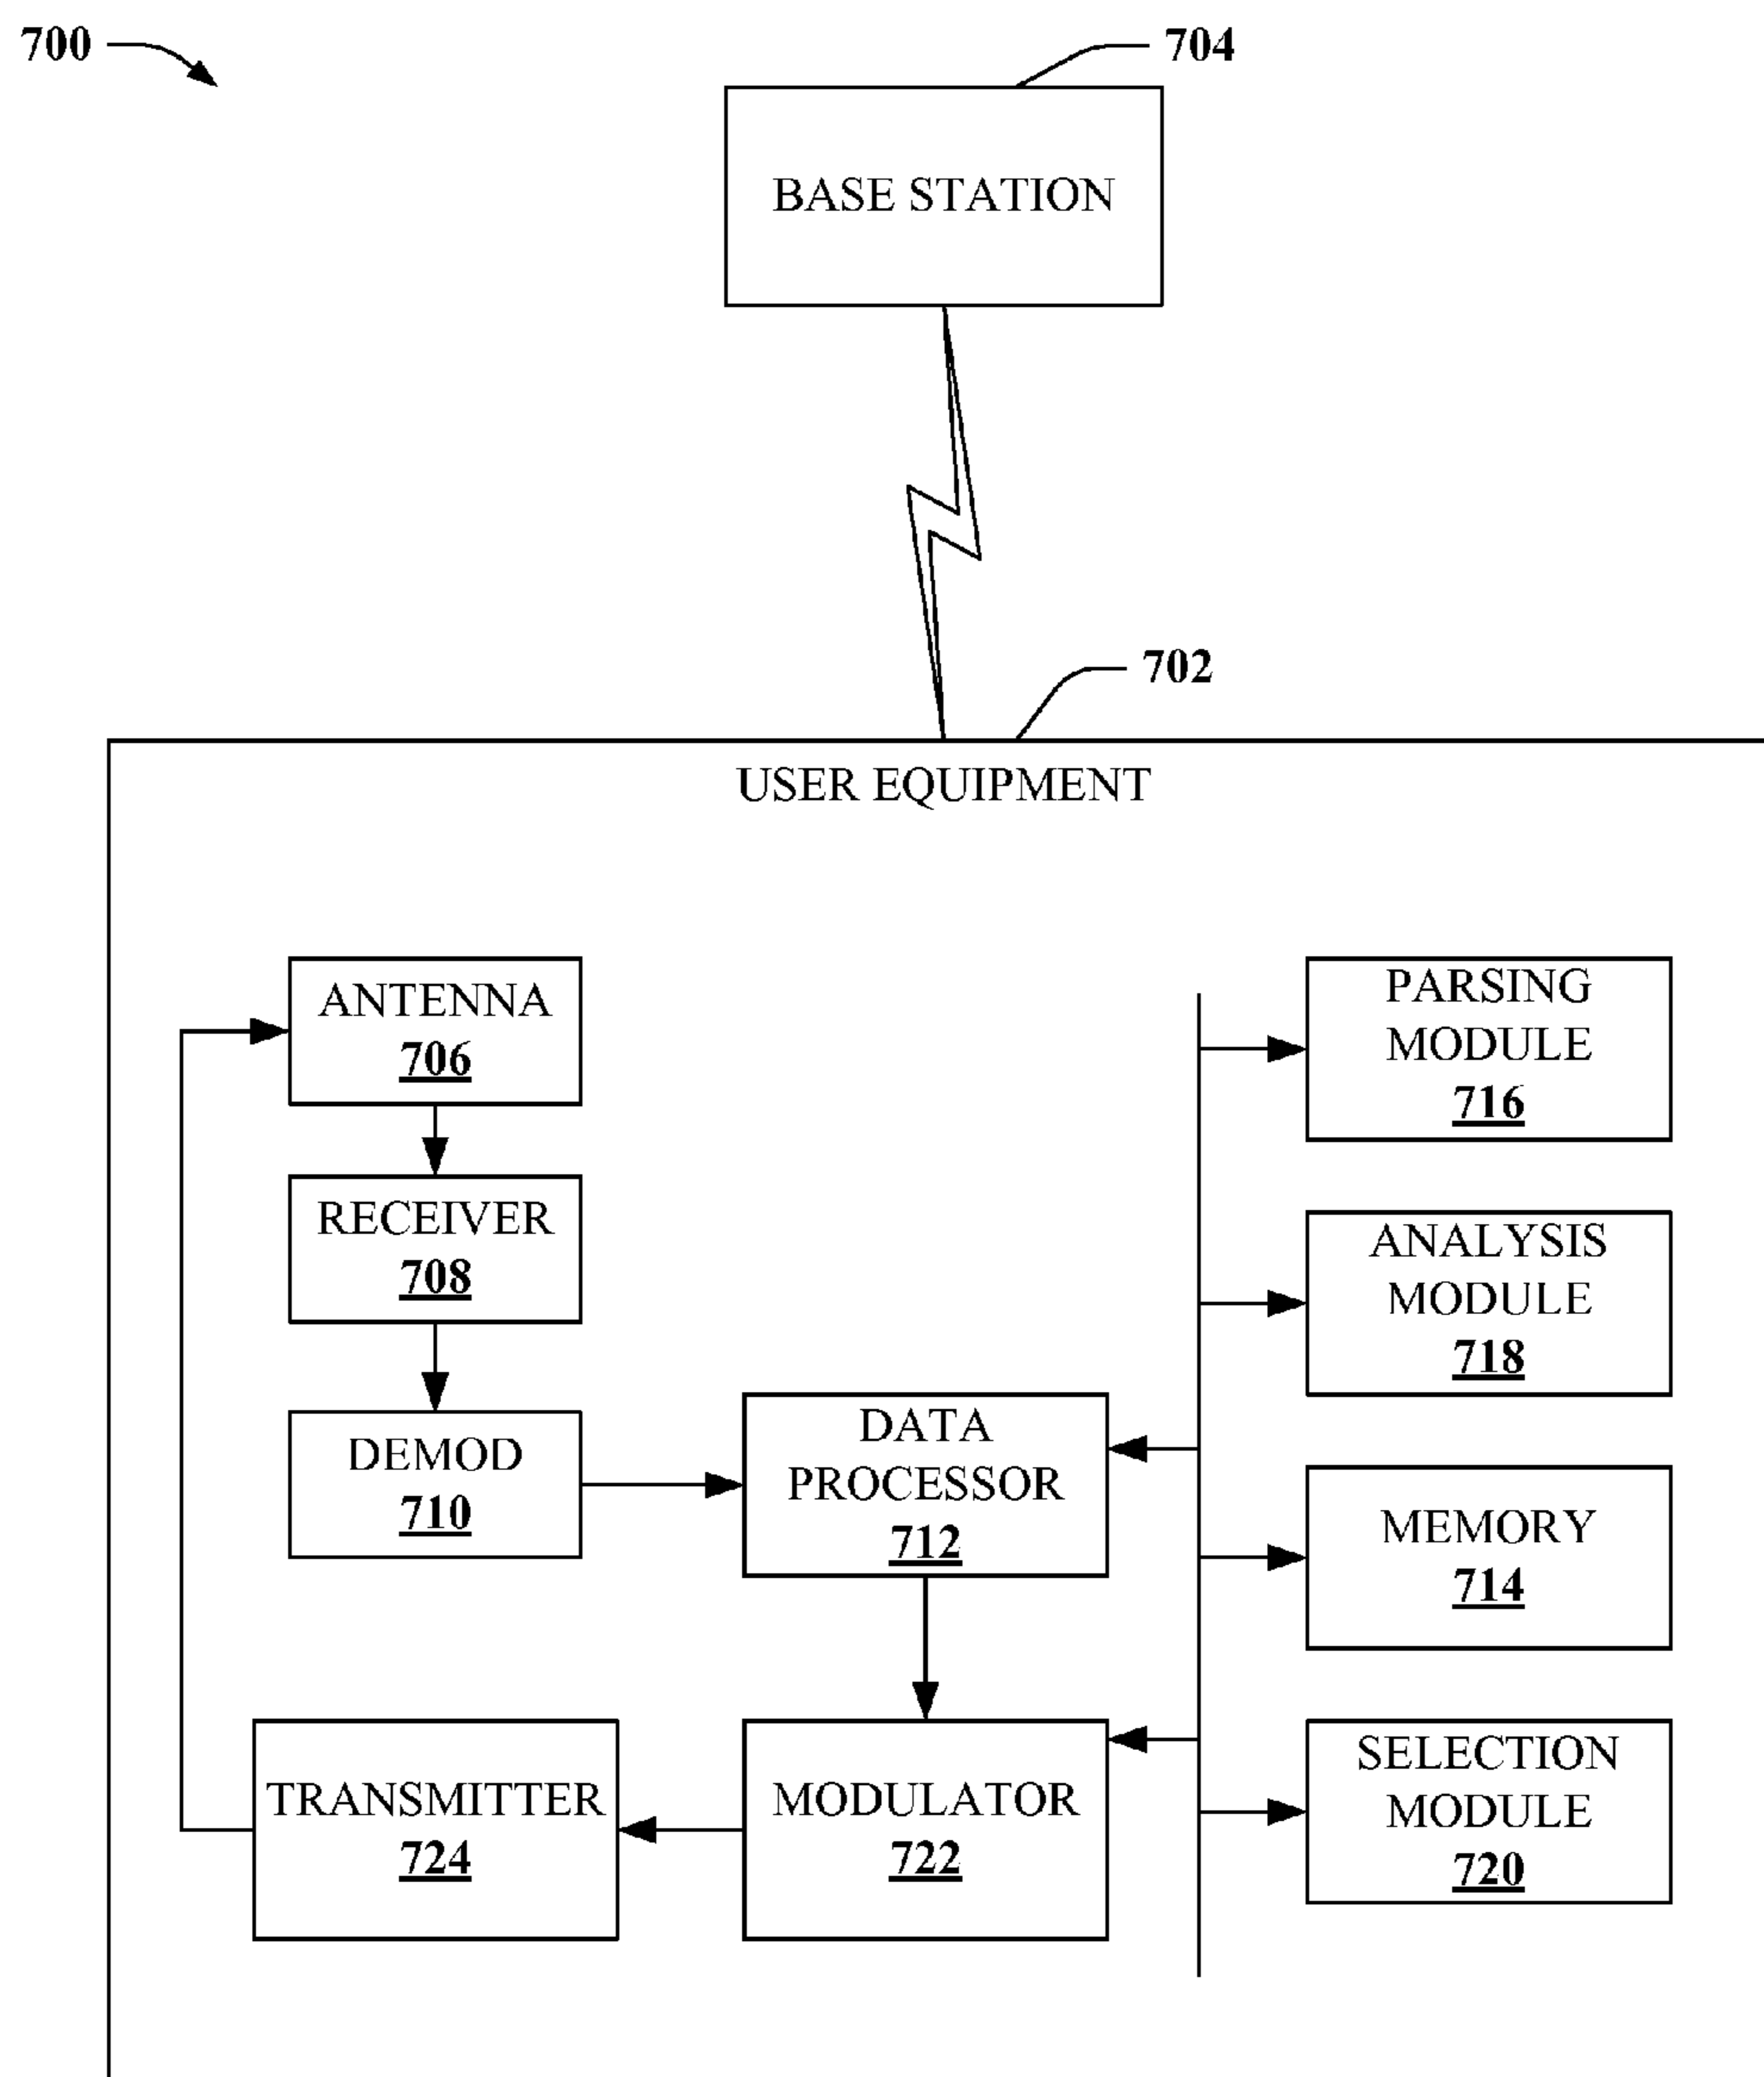 700
704
BASE STATION
702
USER EQUIPMENT
ANTENNA
706
RECEIVER
708
DEMOD
710
DATA
PROCESSOR
712
TRANSMITTER
724
MODULATOR
722
PARSING
MODULE
716
ANALYSIS
MODULE
718
MEMORY
714
SELECTION
MODULE
720